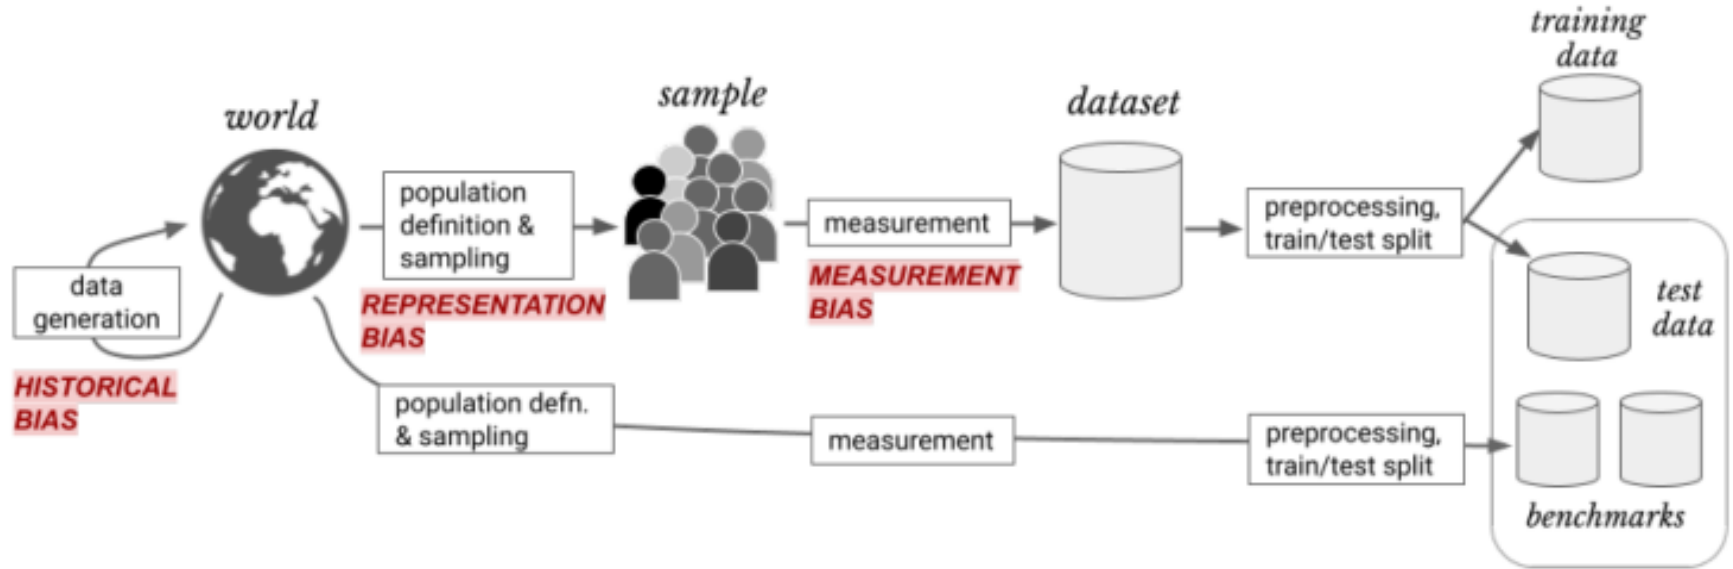 training
data
sample
dataset
world
population
definition &
sampling
measurement
preprocessing,
train/test split
data
generation
REPRESENTATION
BIAS
MEASUREMENT
BIAS
test
data
HISTORICAL
BIAS
population defn.
& sampling
measurement
preprocessing,
train/test split
benchmarks